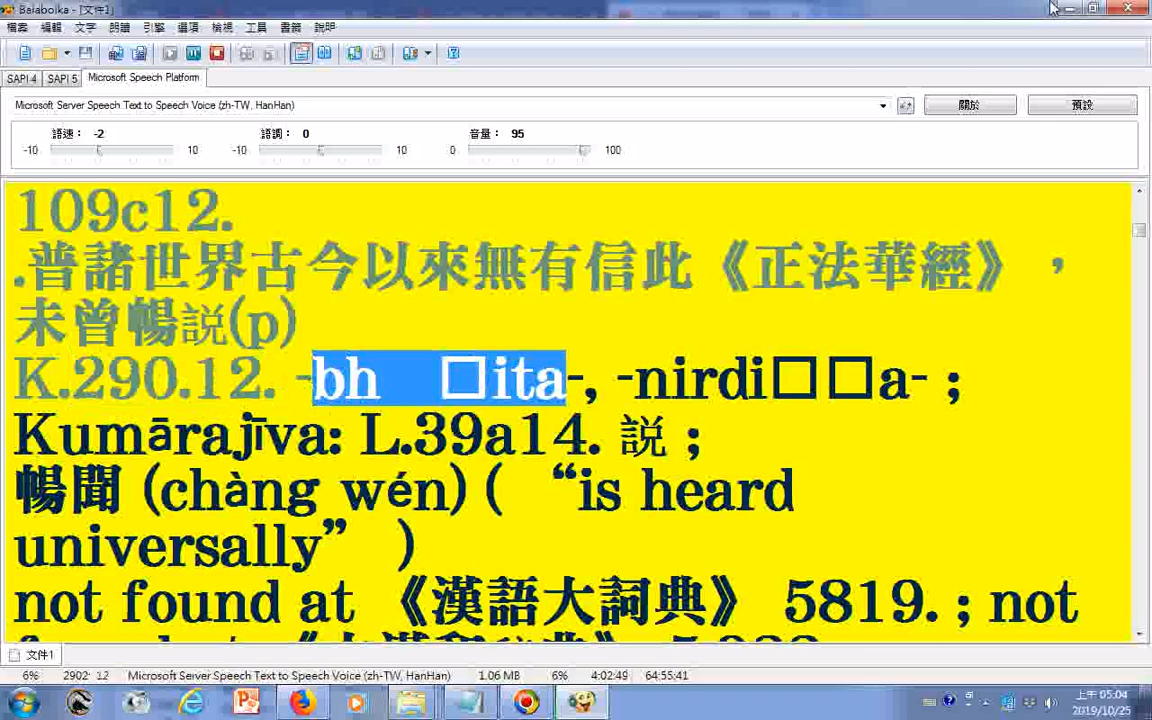 Balabolka - [文件1]
檔案 編輯 文字 朗讀 引擎 選項 檢視 工具 書籤 說明
SAPI 4 SAPI 5 Microsoft Speech Platform
Microsoft Server Speech Text to Speech Voice (zh-TW, HanHan) 關於 預設
語速： -2 語調： 0 音量： 95
-10 10 -10 10 0 100
109c12.
.普諸世界古今以來無有信此《正法華經》，
未曾暢説(p)
K.290.12. -bh □ita-, -nirdi□□a-；
Kumārajīva: L.39a14. 説；
暢聞 (chàng wén) ( “is heard
universally” )
not found at 《漢語大詞典》 5819.；not
文件1
6% 2902: 12 Microsoft Server Speech Text to Speech Voice (zh-TW, HanHan) 1.06 MB 6% 4:02:49 64:55:41
上午 05:04
2019/10/25